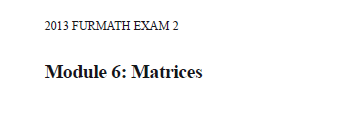 2013 FURMATH EXAM 2
Module 6: Matrices